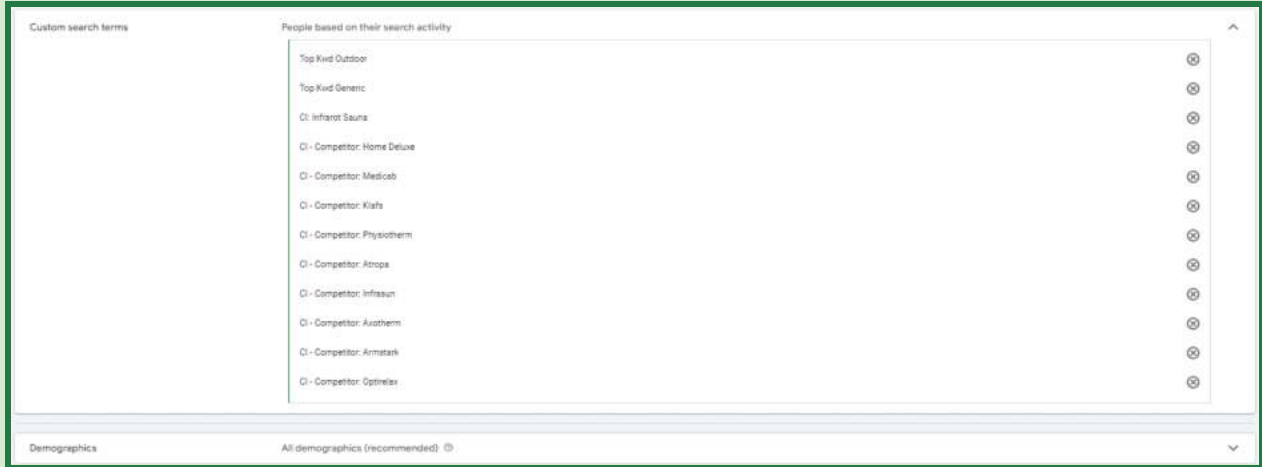 Custom search terms
People based on their search activity
Top Kwd Outdoor
Top Kwd Generic
CI: Infrarot Sauna
CI - Competitor: Home Deluxe
CI - Competitor: Medicab
CI - Competitor: Klafs
CI - Competitor: Physiotherm
CI - Competitor: Atropa
CI - Competitor: Infrasun
CI - Competitor: Axotherm
CI - Competitor: Armstark
CI - Competitor: Optirelax
Demographics
All demographics (recommended)